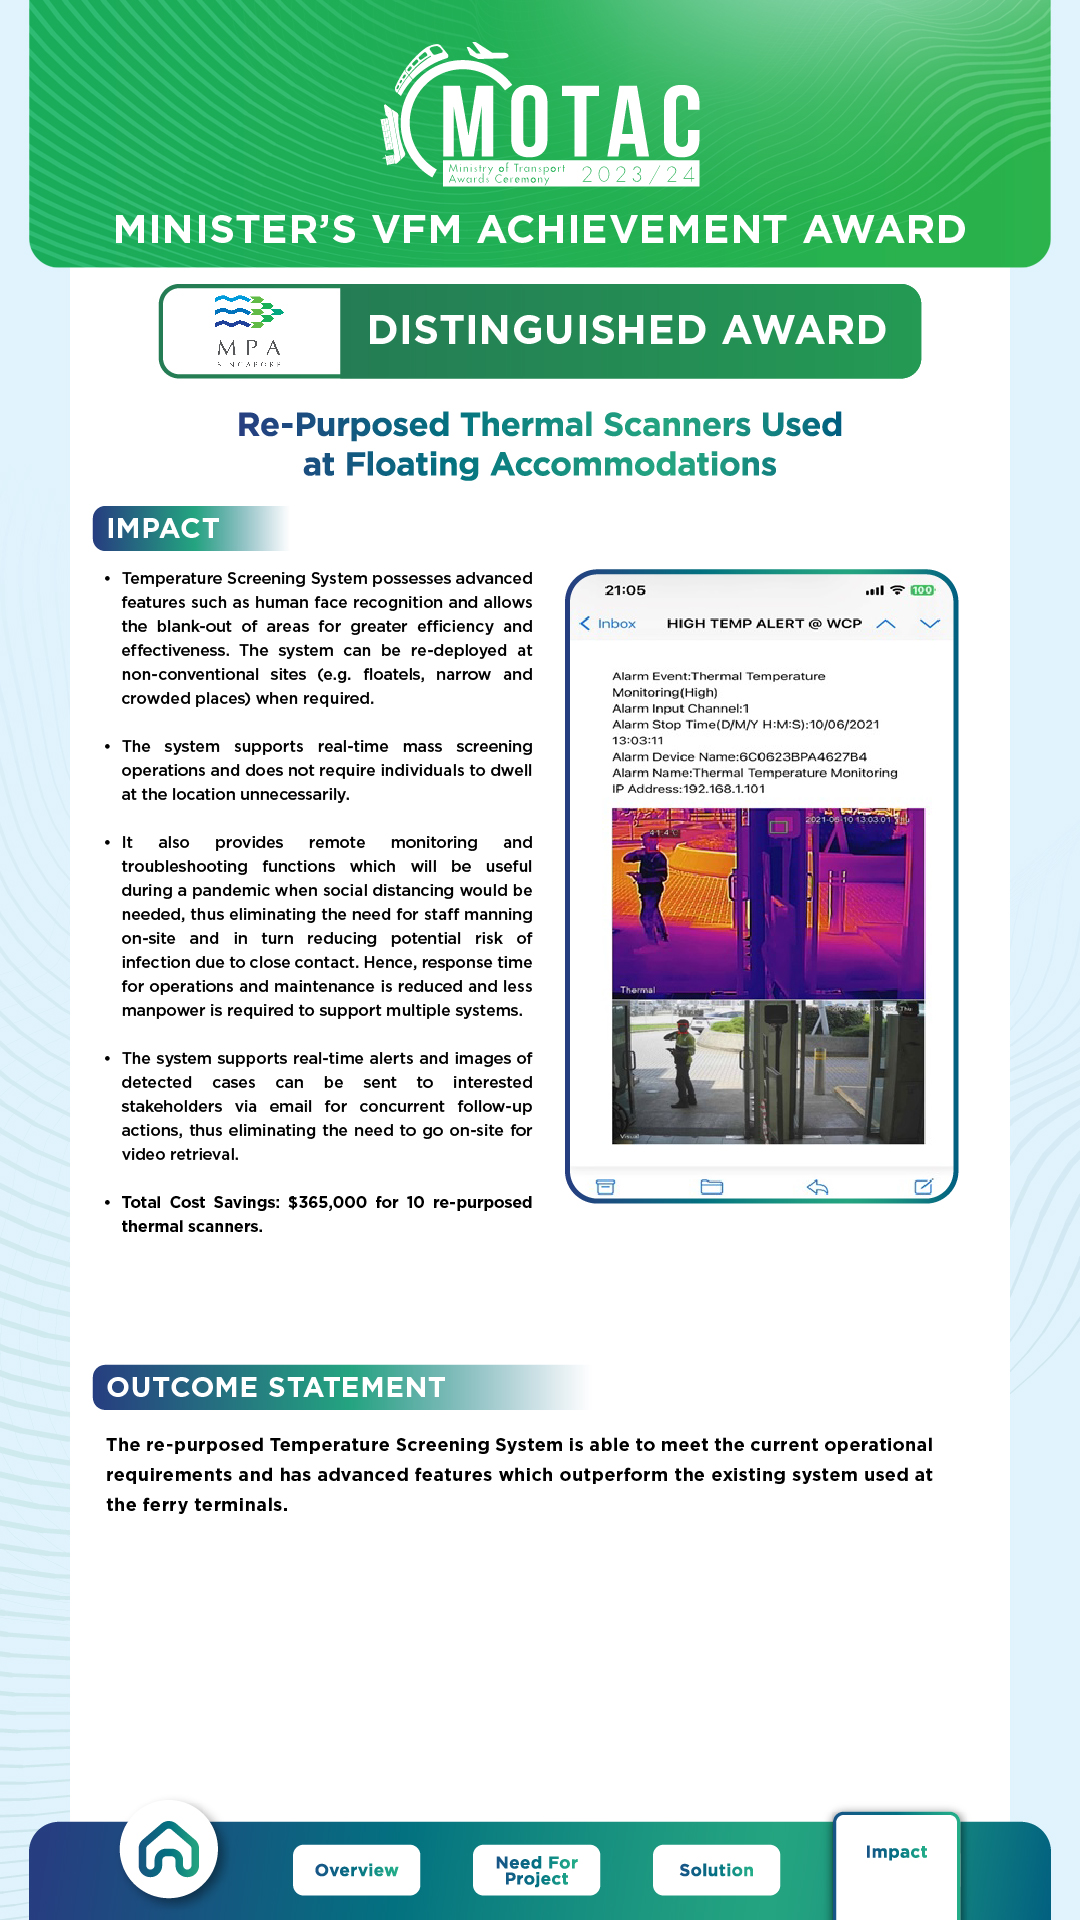 MOTAC
Ministry of Transport
Awards Ceremony
2023/24
MINISTER'S VFM ACHIEVEMENT AWARD
MPA
SINGAPORE
DISTINGUISHED AWARD
Re-Purposed Thermal Scanners Used
at Floating Accommodations
IMPACT
• Temperature Screening System possesses advanced
features such as human face recognition and allows
the blank-out of areas for greater efficiency and
effectiveness. The system can be re-deployed at
non-conventional sites (e.g. floatels, narrow and
crowded places) when required.
• The system supports real-time mass screening
operations and does not require individuals to dwell
at the location unnecessarily.
• It also provides remote monitoring and
troubleshooting functions which will be useful
during a pandemic when social distancing would be
needed, thus eliminating the need for staff manning
on-site and in turn reducing potential risk of
infection due to close contact. Hence, response time
for operations and maintenance is reduced and less
manpower is required to support multiple systems.
• The system supports real-time alerts and images of
detected cases can be sent to interested
stakeholders via email for concurrent follow-up
actions, thus eliminating the need to go on-site for
video retrieval.
• Total Cost Savings: $365,000 for 10 re-purposed
thermal scanners.
21:05
100
Inbox
HIGH TEMP ALERT @ WCP
Alarm Event:Thermal Temperature
Monitoring(High)
Alarm Input Channel:1
Alarm Stop Time(D/M/Y H:M:S):10/06/2021
13:03:11
Alarm Device Name:6C0623BPA4627B4
Alarm Name:Thermal Temperature Monitoring
IP Address:192.168.1.101
2021-06-10 13:03:01 Thu
41.4°C
Thermal
Thu
Visual
OUTCOME STATEMENT
The re-purposed Temperature Screening System is able to meet the current operational
requirements and has advanced features which outperform the existing system used at
the ferry terminals.
Overview
Need For
Project
Solution
Impact